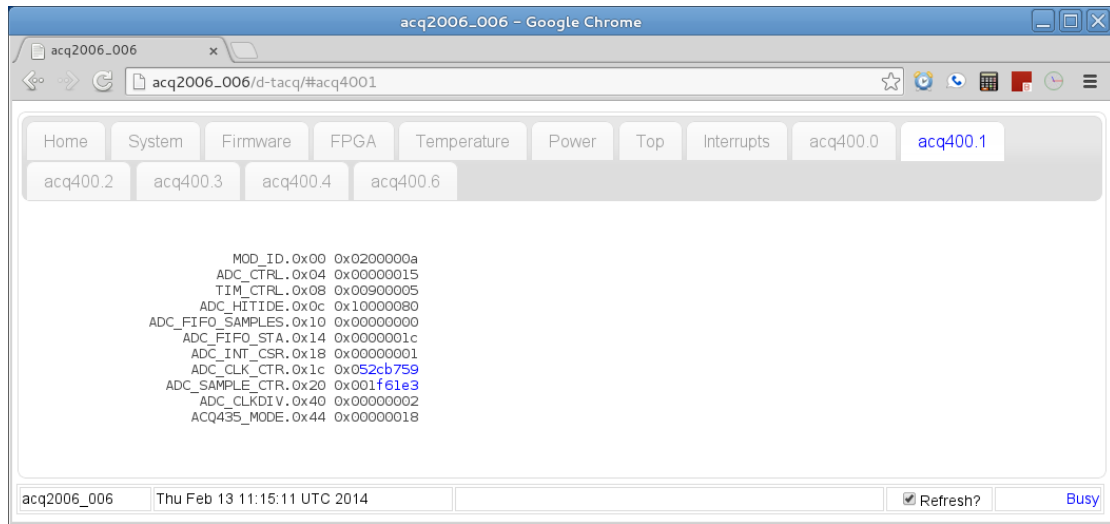 acq2006_006 - Google Chrome
acq2006_006
acq2006_006/d-tacq/#acq4001
Home System Firmware FPGA Temperature Power Top Interrupts acq400.0 acq400.1
acq400.2 acq400.3 acq400.4 acq400.6
MOD_ID.0x00 0x0200000a
ADC_CTRL.0x04 0x00000015
TIM_CTRL.0x08 0x00900005
ADC_HITIDE.0x0c 0x10000080
ADC_FIFO_SAMPLES.0x10 0x00000000
ADC_FIFO_STA.0x14 0x0000001c
ADC_INT_CSR.0x18 0x00000001
ADC_CLK_CTR.0x1c 0x052cb759
ADC_SAMPLE_CTR.0x20 0x001f61e3
ADC_CLKDIV.0x40 0x00000002
ACQ435_MODE.0x44 0x00000018
acq2006_006 Thu Feb 13 11:15:11 UTC 2014 Refresh? Busy